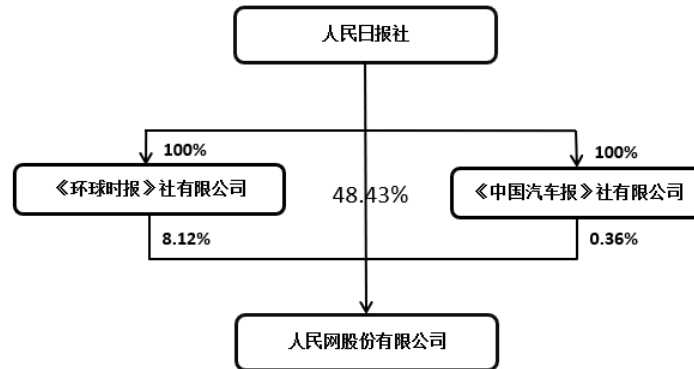 人民日报社
100%
100%
《环球时报》社有限公司
48.43%
《中国汽车报》社有限公司
8.12%
0.36%
人民网股份有限公司